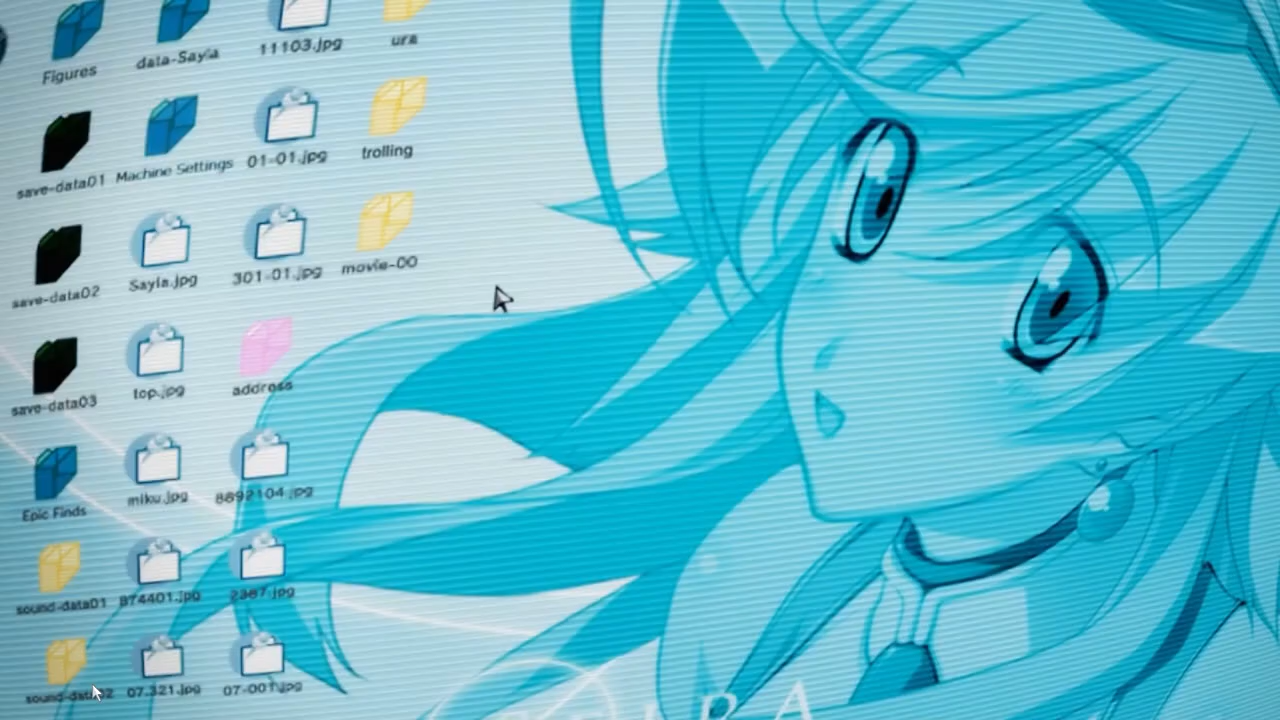 Figures
data-Sayla
11103.jpg
ura
save-data01
Machine Settings
01-01.jpg
trolling
save-data02
Sayla.jpg
301-01.jpg
movie-00
save-data03
top.jpg
address
Epic Finds
miku.jpg
8892104.jpg
sound-data01
874401.jpg
2387.jpg
07.321.jpg
07-001.jpg